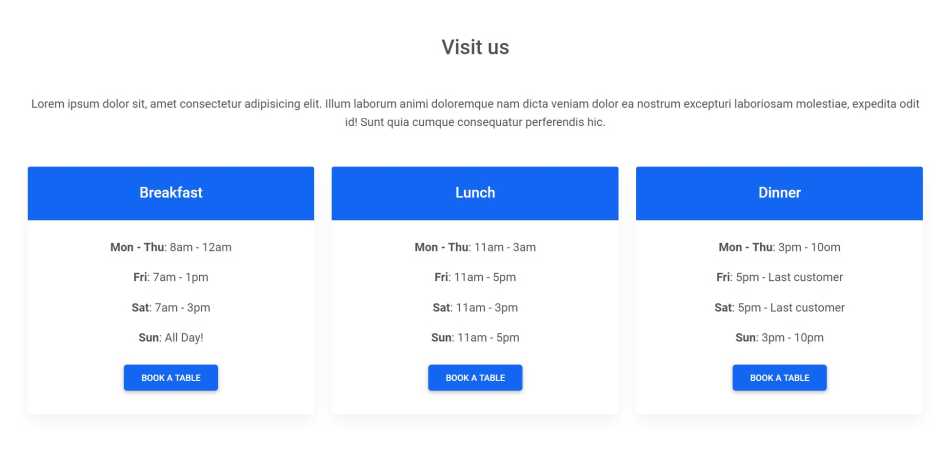 Visit us
Lorem ipsum dolor sit, amet consectetur adipisicing elit. Illum laborum animi doloremque nam dicta veniam dolor ea nostrum excepturi laboriosam molestiae, expedita odit
id! Sunt quia cumque consequatur perferendis hic.
Breakfast
Mon - Thu: 8am - 12am
Fri: 7am - 1pm
Sat: 7am - 3pm
Sun: All Day!
BOOK A TABLE
Lunch
Mon - Thu: 11am - 3am
Fri: 11am - 5pm
Sat: 11am - 3pm
Sun: 11am - 5pm
BOOK A TABLE
Dinner
Mon - Thu: 3pm - 10om
Fri: 5pm - Last customer
Sat: 5pm - Last customer
Sun: 3pm - 10pm
BOOK A TABLE